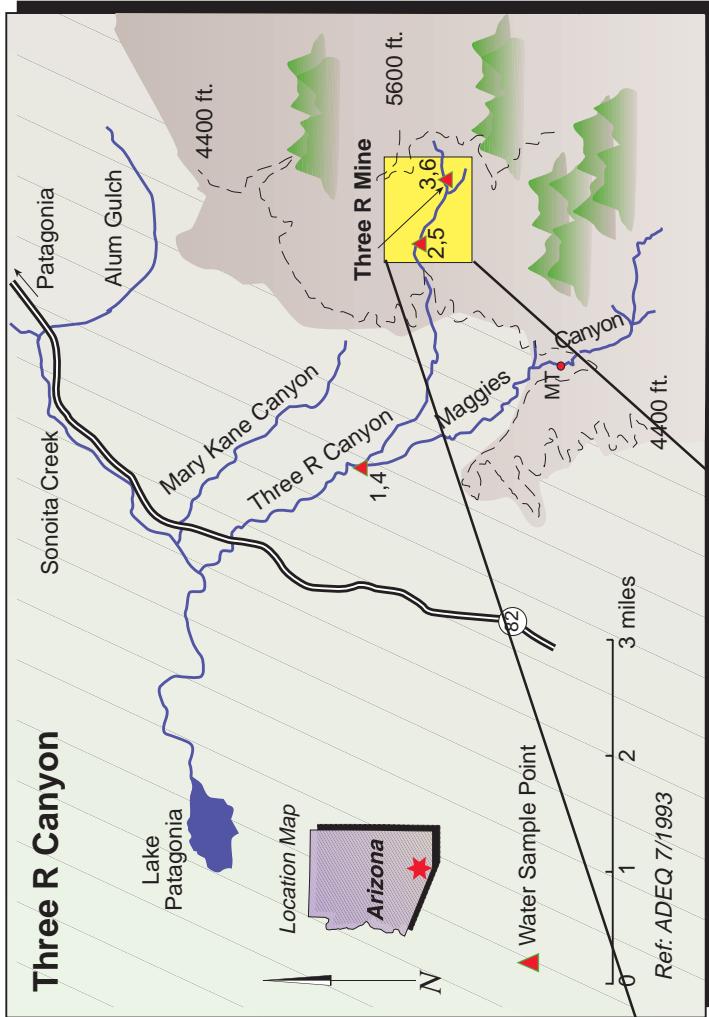 Three R Canyon
Sonoita Creek
Patagonia
Alum Gulch
4400 ft.
Lake
Patagonia
Mary Kane Canyon
Three R Canyon
5600 ft.
Three R Mine
3,6
2,5
1,4
Maggies
Canyon
MT
4400 ft.
82
Location Map
Arizona
N
Water Sample Point
0
1
2
3 miles
Ref: ADEQ 7/1993